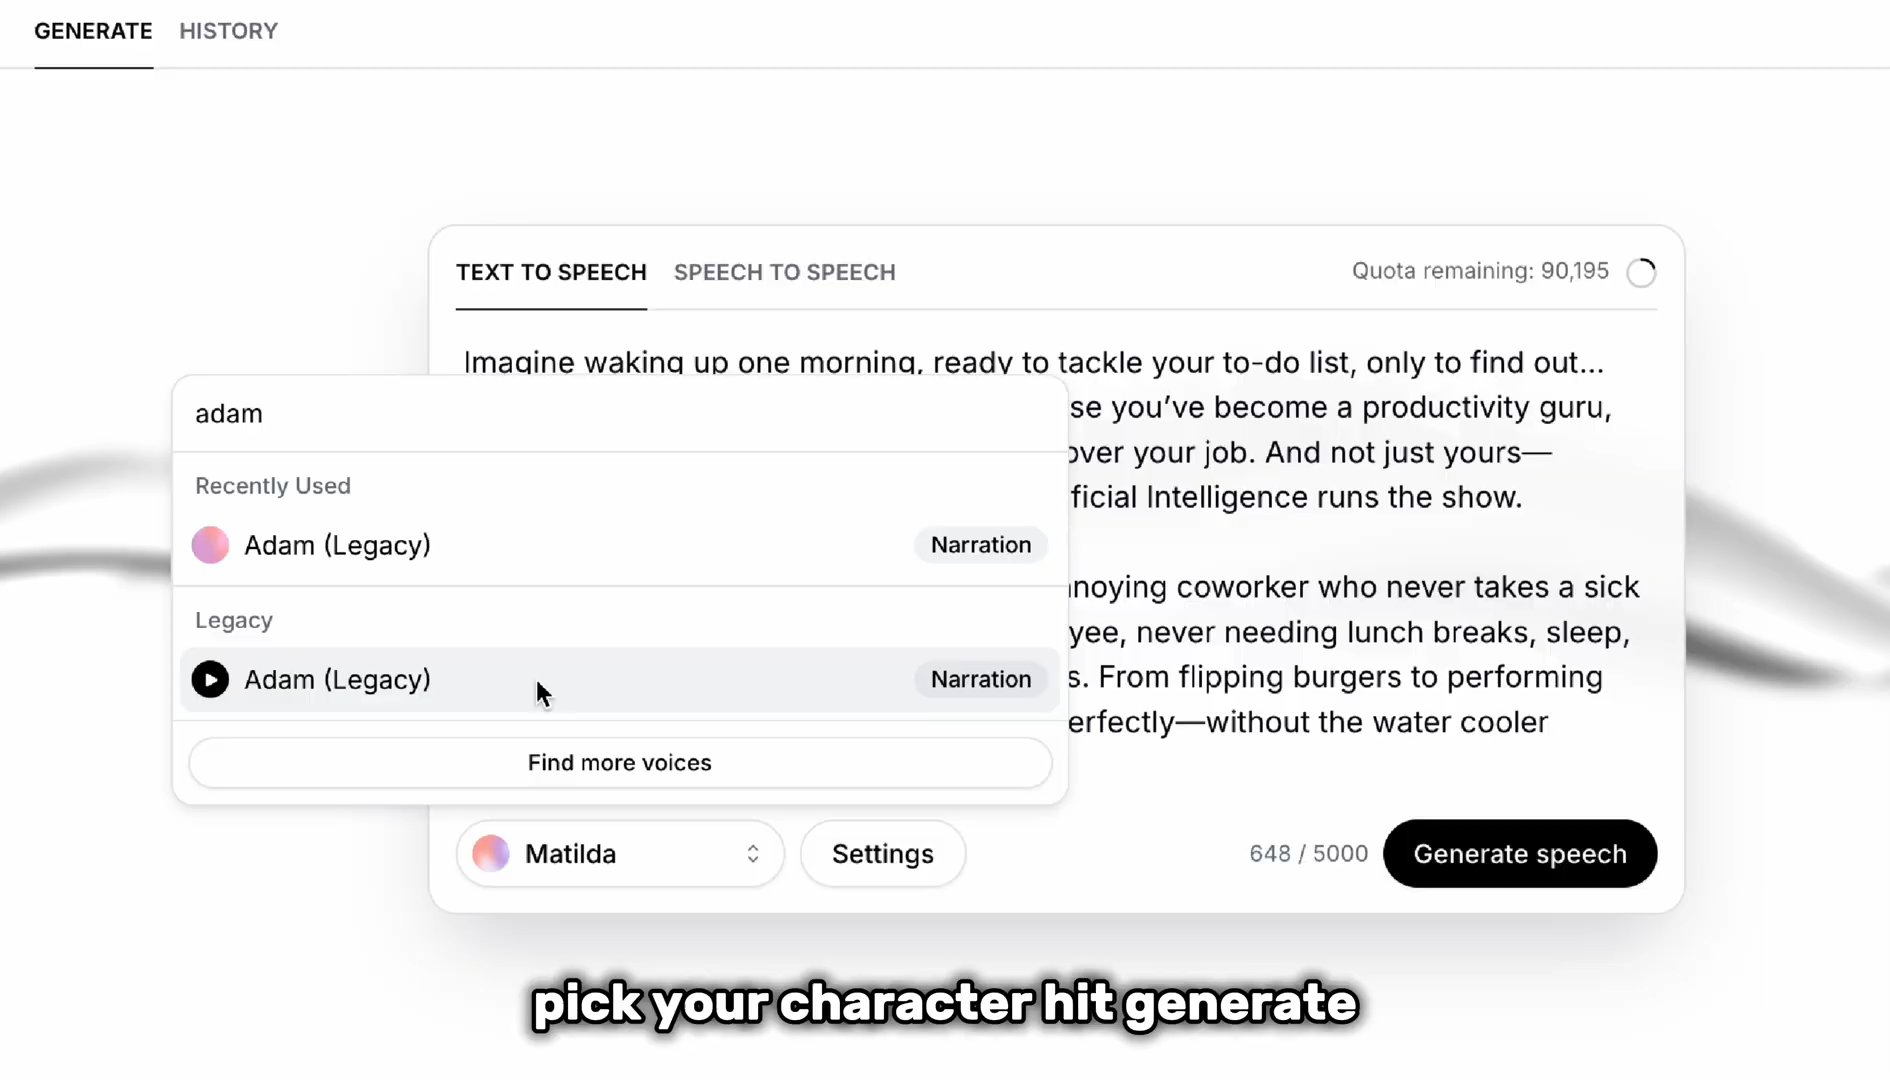 GENERATE HISTORY
TEXT TO SPEECH SPEECH TO SPEECH Quota remaining: 90,195
Imagine waking up one morning, ready to tackle your to-do list, only to find out...
se you’ve become a productivity guru,
over your job. And not just yours—
ficial Intelligence runs the show.
nnoying coworker who never takes a sick
yee, never needing lunch breaks, sleep,
s. From flipping burgers to performing
erfectly—without the water cooler
adam
Recently Used
Adam (Legacy) Narration
Legacy
Adam (Legacy) Narration
Find more voices
Matilda Settings 648 / 5000 Generate speech
pick your character hit generate